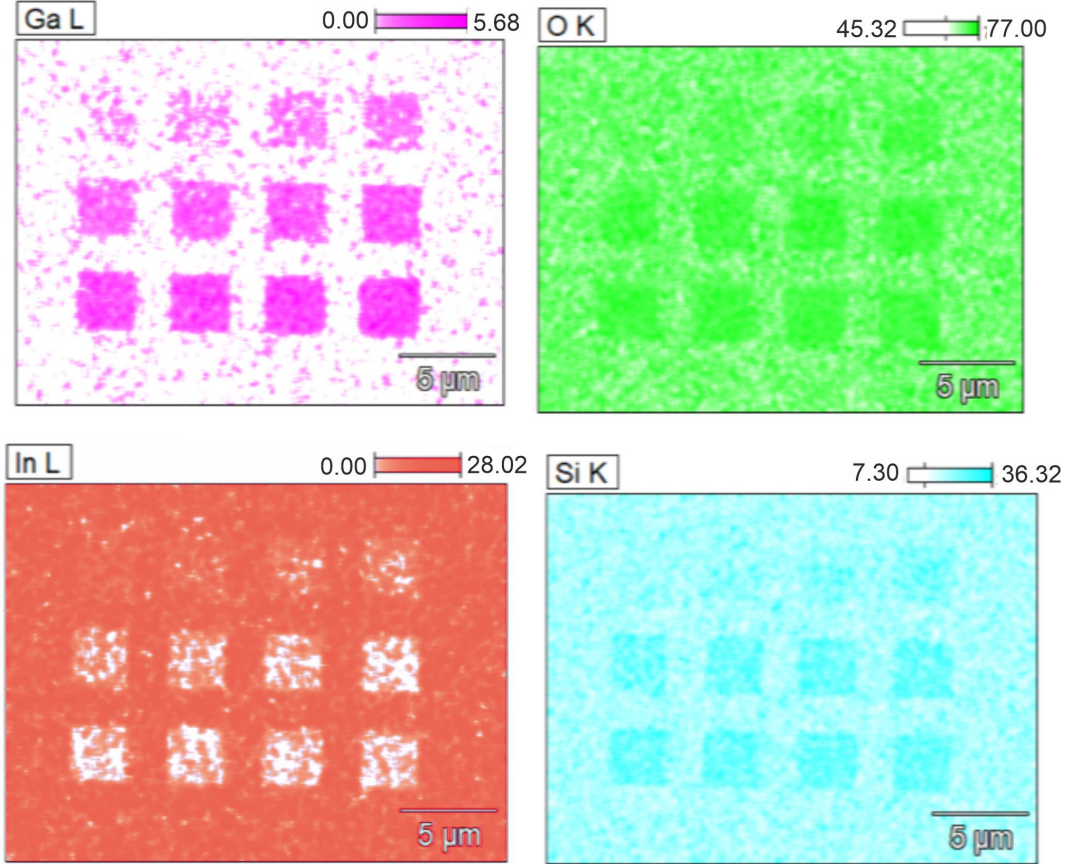 Ga L
0.00 5.68
5 µm
O K
45.32 77.00
5 µm
In L
0.00 28.02
5 µm
Si K
7.30 36.32
5 µm